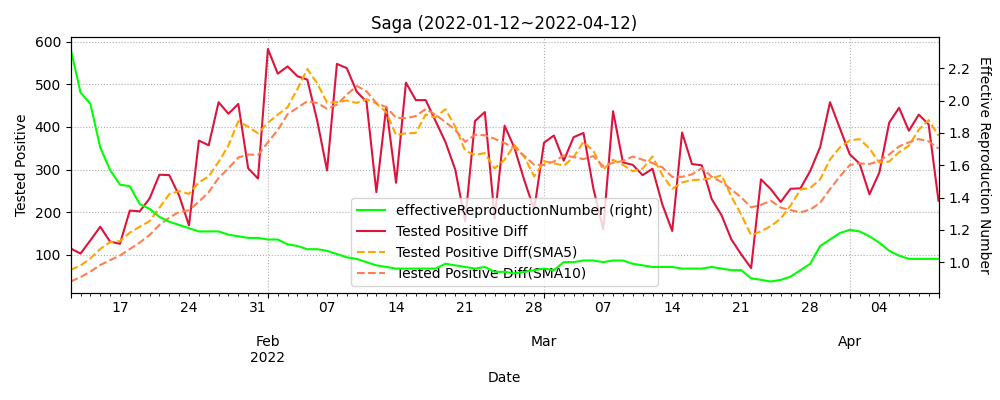 Saga (2022-01-12~2022-04-12)
600
500
400
300
200
100
Tested Positive
2.2
2.0
1.8
1.6
1.4
1.2
1.0
Effective Reproduction Number
effectiveReproductionNumber (right)
Tested Positive Diff
Tested Positive Diff(SMA5)
Tested Positive Diff(SMA10)
17 24 31 07 14 21 28 07 14 21 28 04
Feb Mar Apr
2022
Date